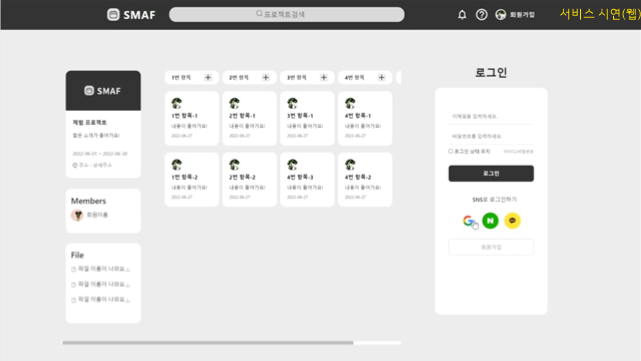 SMAF
프로젝트검색
회원가입
서비스 시연(웹)
SMAF
체험 프로젝트
짧은 소개가 들어가요!
2022-06-01 ~ 2022-06-30
주소 - 상세주소
Members
회원이름
File
파일 이름이 나와요
파일 이름이 나와요
파일 이름이 나와요
1번 항목
2번 항목
3번 항목
4번 항목
1번 항목-1
내용이 들어가요!
2022-06-27
2번 항목-1
내용이 들어가요!
2022-06-27
3번 항목-1
내용이 들어가요!
2022-06-27
4번 항목-1
내용이 들어가요!
2022-06-27
1번 항목-2
내용이 들어가요!
2022-06-27
2번 항목-2
내용이 들어가요!
2022-06-27
3번 항목-3
내용이 들어가요!
2022-06-27
4번 항목-2
내용이 들어가요!
2022-06-27
로그인
이메일을 입력하세요.
비밀번호를 입력하세요.
로그인 상태 유지
로그인
SNS로 로그인하기
회원가입